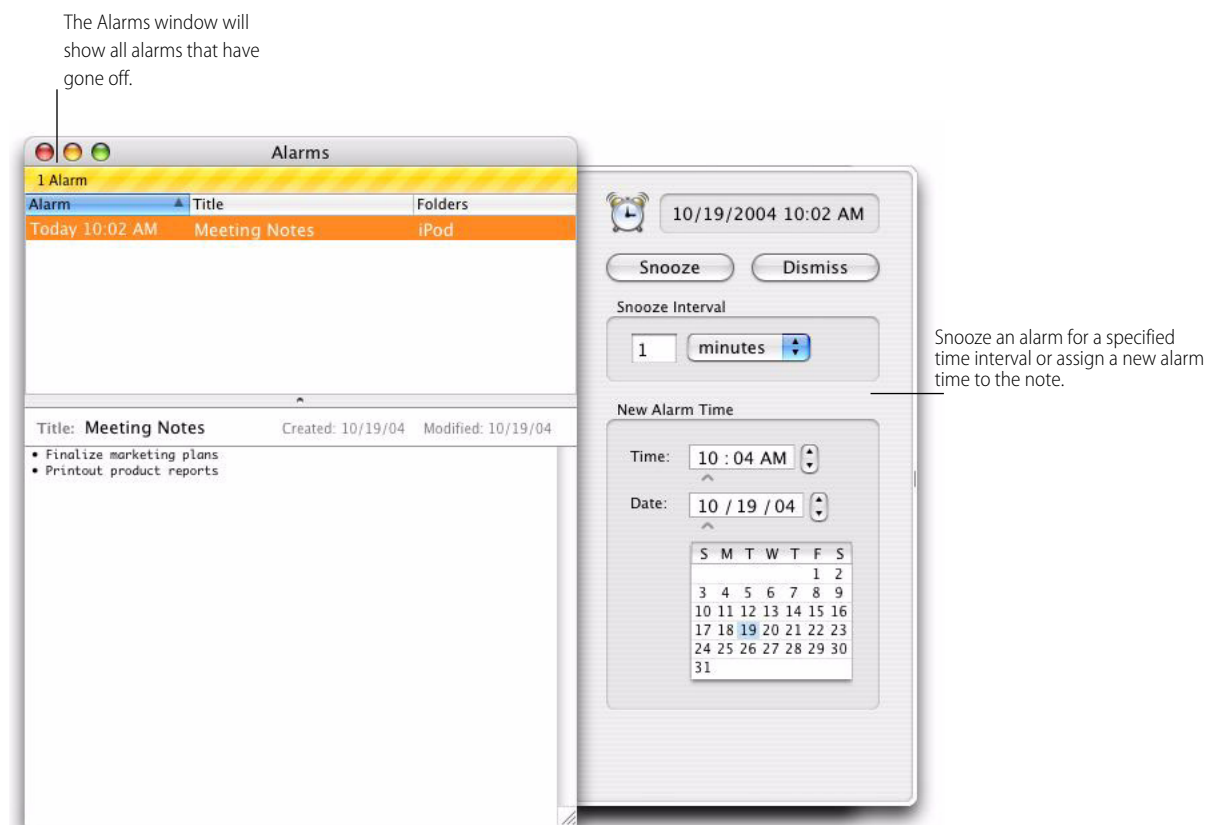 The Alarms window will
show all alarms that have
gone off.
Alarms
1 Alarm
Alarm Title Folders
Today 10:02 AM Meeting Notes iPod
Title: Meeting Notes Created: 10/19/04 Modified: 10/19/04
• Finalize marketing plans
• Printout product reports
10/19/2004 10:02 AM
Snooze Dismiss
Snooze Interval
1 minutes
New Alarm Time
Time: 10 : 04 AM
Date: 10 / 19 / 04
S M T W T F S
1 2
3 4 5 6 7 8 9
10 11 12 13 14 15 16
17 18 19 20 21 22 23
24 25 26 27 28 29 30
31
Snooze an alarm for a specified
time interval or assign a new alarm
time to the note.